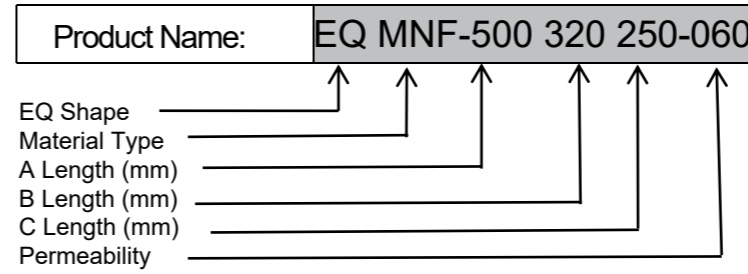 Product Name: EQ MNF-500 320 250-060
EQ Shape
Material Type
A Length (mm)
B Length (mm)
C Length (mm)
Permeability